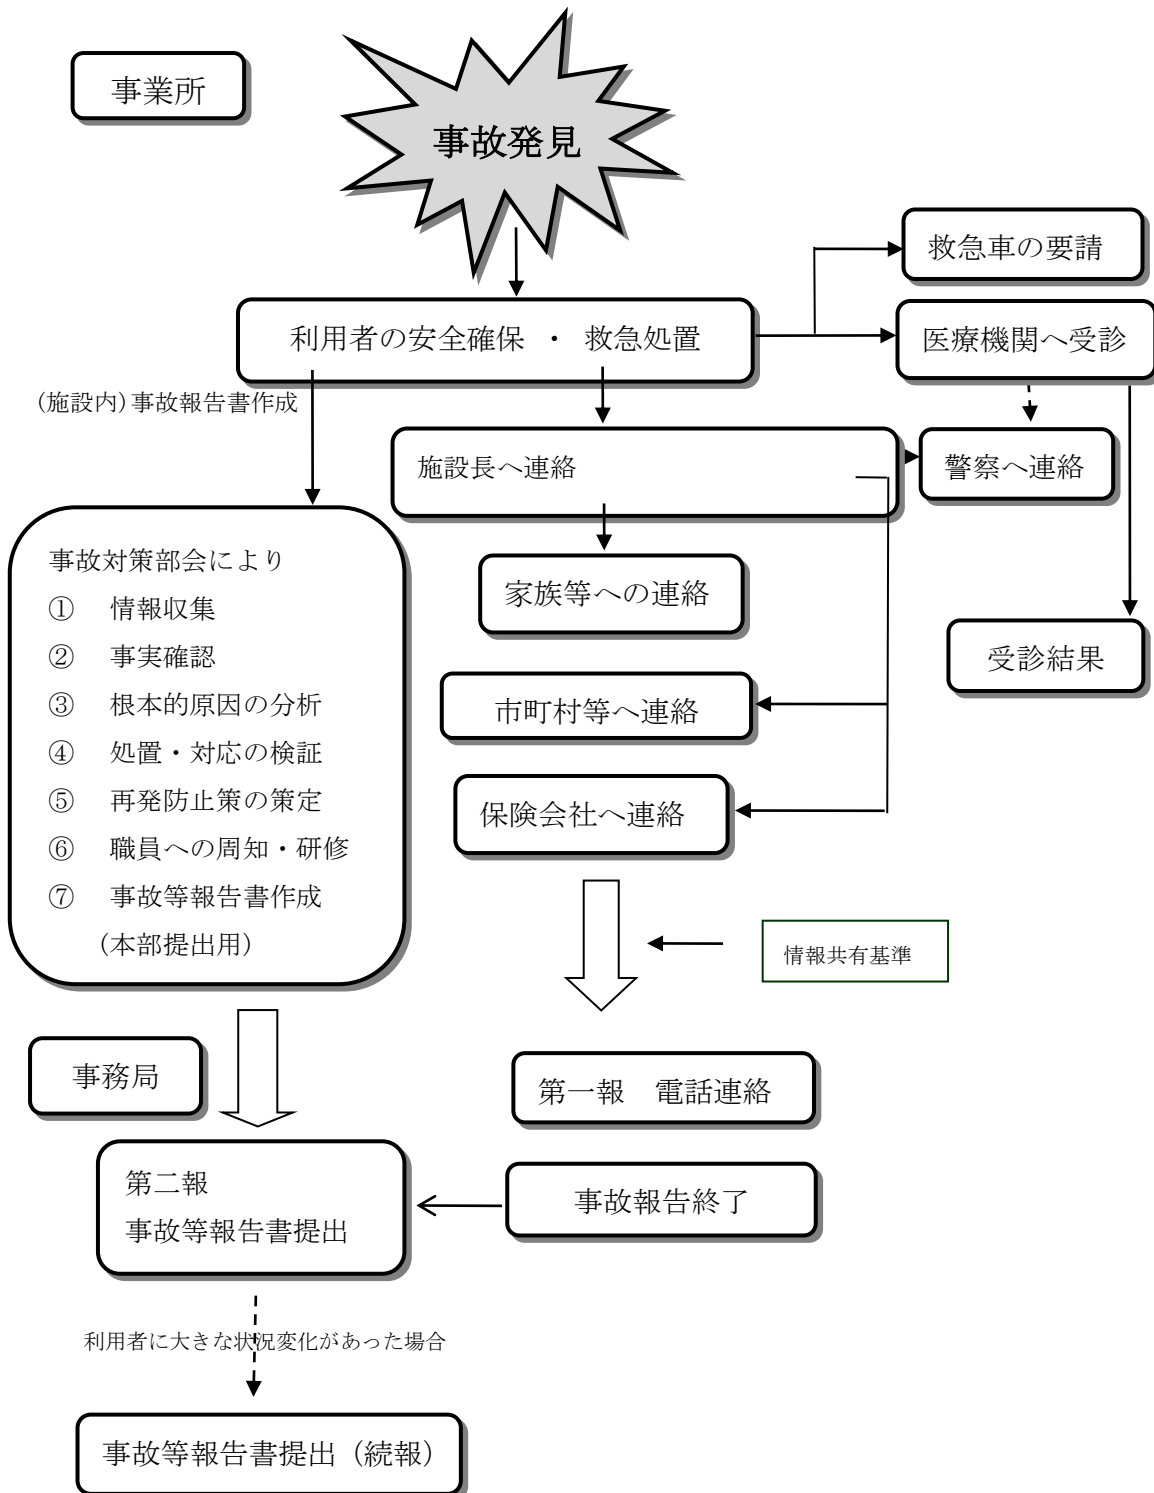 事業所
事故発見
救急車の要請
利用者の安全確保 ・ 救急処置
医療機関へ受診
(施設内)事故報告書作成
施設長へ連絡
警察へ連絡
事故対策部会により
① 情報収集
② 事実確認
③ 根本的原因の分析
④ 処置・対応の検証
⑤ 再発防止策の策定
⑥ 職員への周知・研修
⑦ 事故等報告書作成
(本部提出用)
家族等への連絡
受診結果
市町村等へ連絡
保険会社へ連絡
情報共有基準
事務局
第一報 電話連絡
第二報
事故等報告書提出
事故報告終了
利用者に大きな状況変化があった場合
事故等報告書提出(続報)